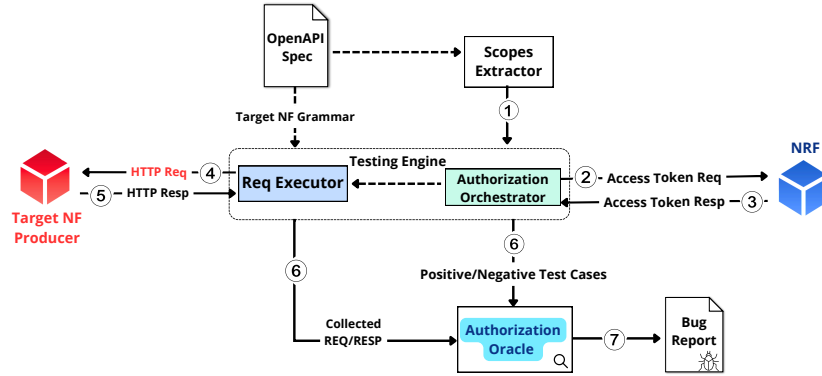 OpenAPI
Spec
Scopes
Extractor
1
Target NF Grammar
NRF
Testing Engine
HTTP Req
4
Req Executor
Authorization
Orchestrator
2
Access Token Req
5
HTTP Resp
Access Token Resp
3
Target NF
Producer
6
6
Positive/Negative Test Cases
Collected
REQ/RESP
Authorization
Oracle
7
Bug
Report